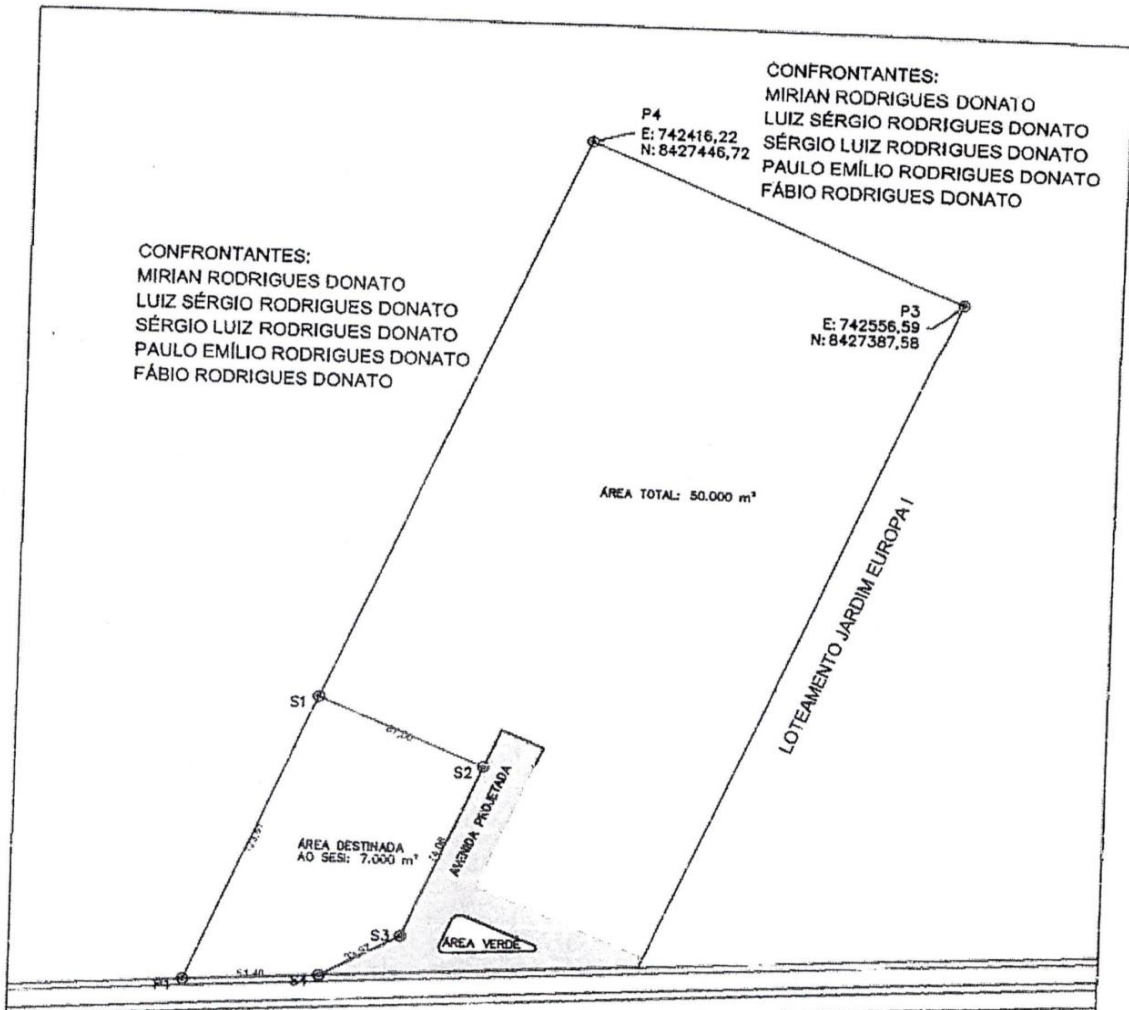 CONFRONTANTES:
MIRIAN RODRIGUES DONATO
LUIZ SÉRGIO RODRIGUES DONATO
SÉRGIO LUIZ RODRIGUES DONATO
PAULO EMÍLIO RODRIGUES DONATO
FÁBIO RODRIGUES DONATO
P4
E: 742416,22
N: 8427446,72
CONFRONTANTES:
MIRIAN RODRIGUES DONATO
LUIZ SÉRGIO RODRIGUES DONATO
SÉRGIO LUIZ RODRIGUES DONATO
PAULO EMÍLIO RODRIGUES DONATO
FÁBIO RODRIGUES DONATO
P3
E: 742556,59
N: 8427387,58
ÁREA TOTAL: 50.000 m²
LOTEAMENTO JARDIM EUROPA I
S1
S2
AVENIDA PROJETADA
ÁREA DESTINADA
AO SESI: 7.000 m²
S3
ÁREA VERDE
51,40
S4